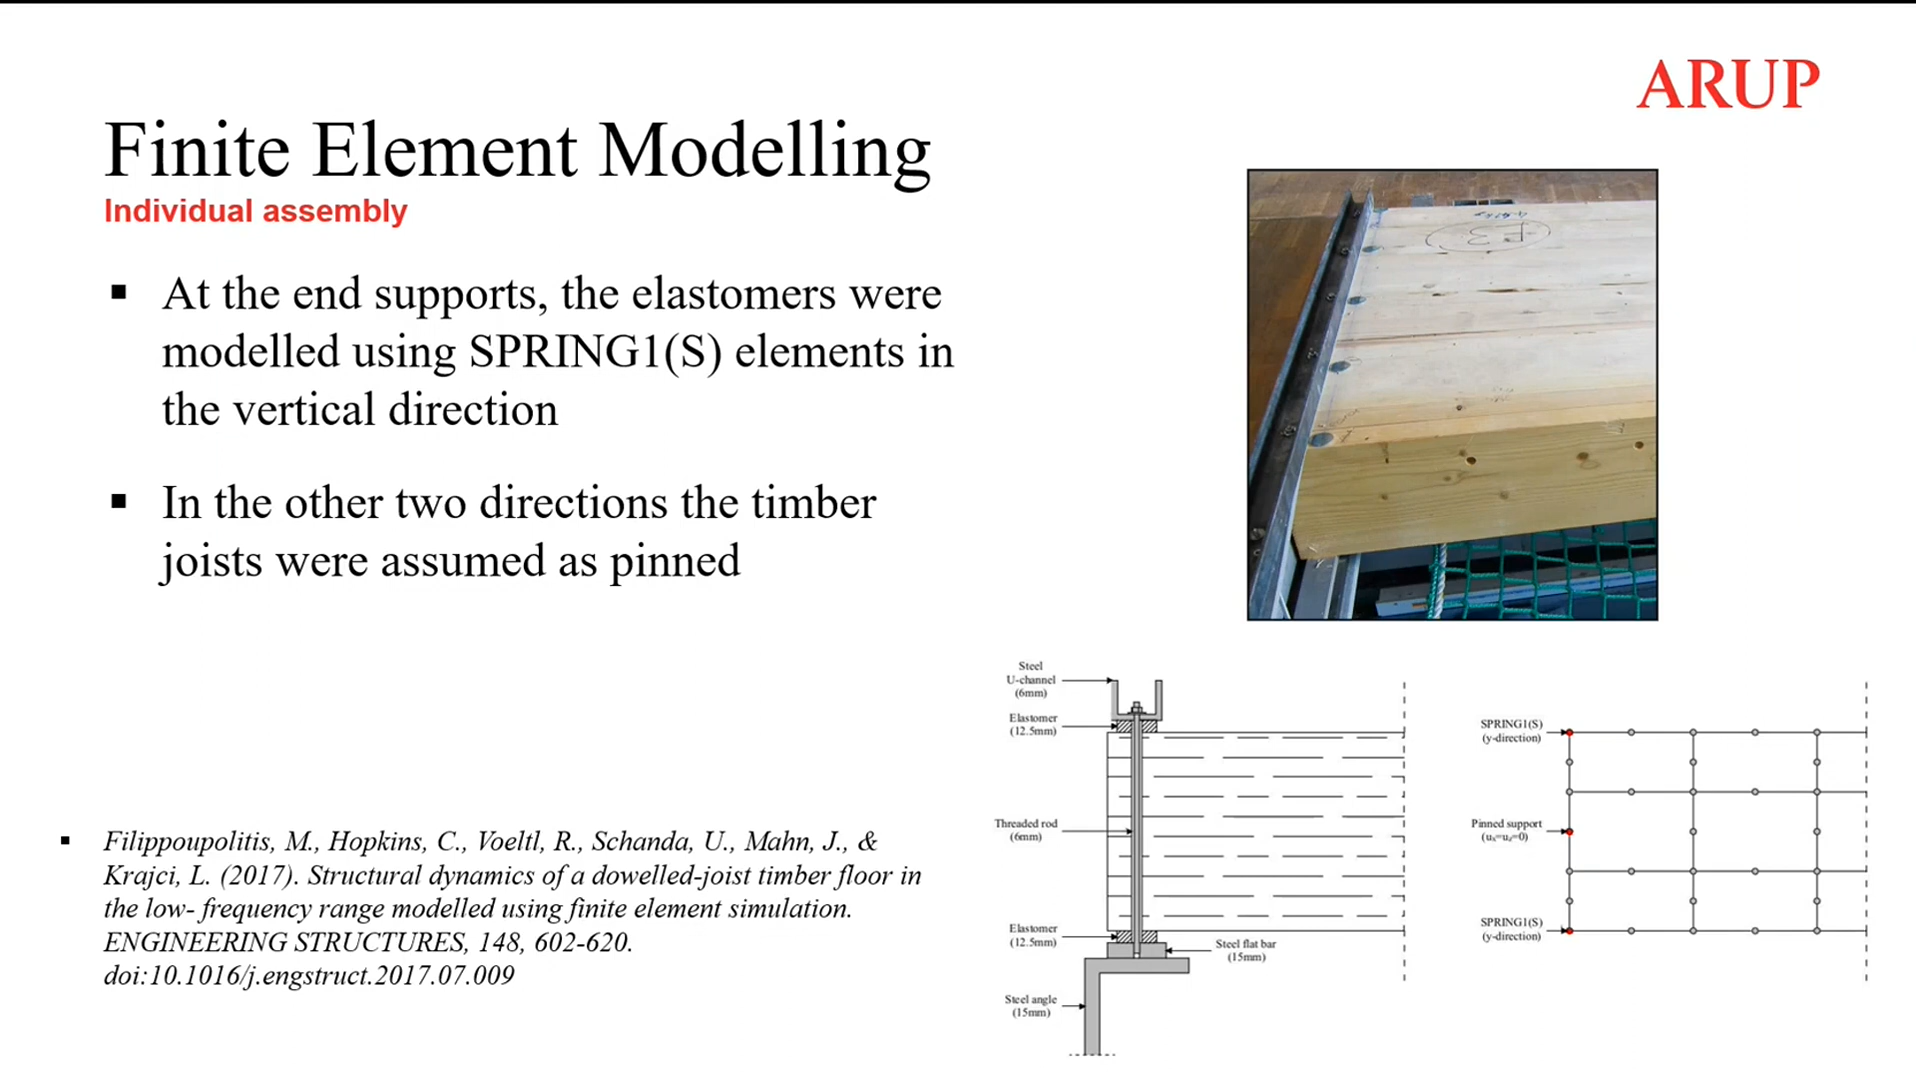 ARUP
Finite Element Modelling
Individual assembly
▪ At the end supports, the elastomers were
modelled using SPRING1(S) elements in
the vertical direction
▪ In the other two directions the timber
joists were assumed as pinned
▪ Filippoupolitis, M., Hopkins, C., Voeltl, R., Schanda, U., Mahn, J., &
Krajci, L. (2017). Structural dynamics of a dowelled-joist timber floor in
the low- frequency range modelled using finite element simulation.
ENGINEERING STRUCTURES, 148, 602-620.
doi:10.1016/j.engstruct.2017.07.009
F3
Steel
U-channel
(6mm)
Elastomer
(12.5mm)
Threaded rod
(6mm)
Elastomer
(12.5mm)
Steel flat bar
(15mm)
Steel angle
(15mm)
SPRING1(S)
(y-direction)
Pinned support
(uₓ=u_z=0)
SPRING1(S)
(y-direction)